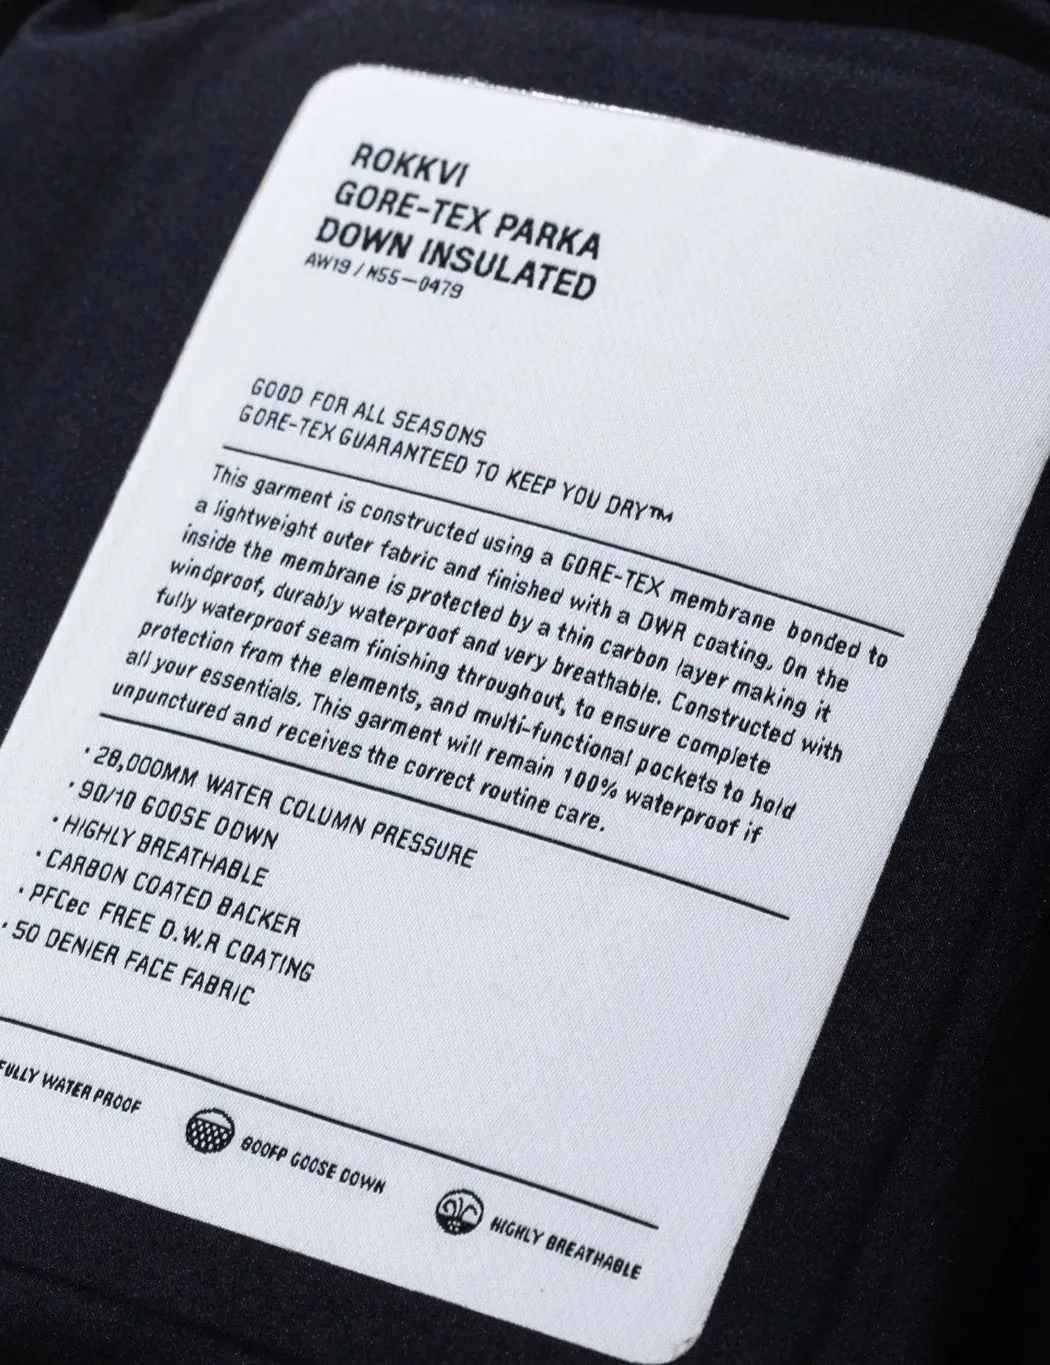 ROKKVI
GORE-TEX PARKA
DOWN INSULATED
AW19 / N55-0479
GOOD FOR ALL SEASONS
GORE-TEX GUARANTEED TO KEEP YOU DRY™
This garment is constructed using a GORE-TEX membrane bonded to
a lightweight outer fabric and finished with a DWR coating. On the
inside the membrane is protected by a thin carbon layer making it
windproof, durably waterproof and very breathable. Constructed with
fully waterproof seam finishing throughout, to ensure complete
protection from the elements, and multi-functional pockets to hold
all your essentials. This garment will remain 100% waterproof if
unpunctured and receives the correct routine care.
· 28,000MM WATER COLUMN PRESSURE
· 90/10 GOOSE DOWN
· HIGHLY BREATHABLE
· CARBON COATED BACKER
· PFCec FREE D.W.R COATING
· 50 DENIER FACE FABRIC
FULLY WATER PROOF
800FP GOOSE DOWN
HIGHLY BREATHABLE